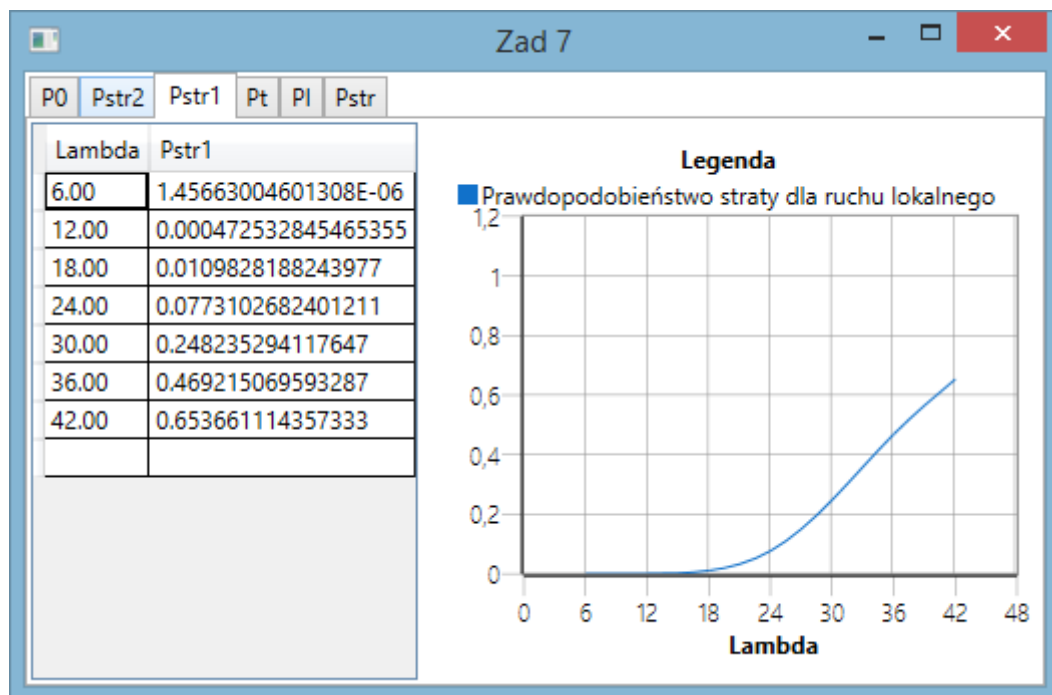 Zad 7
P0 Pstr2 Pstr1 Pt Pl Pstr
Lambda Pstr1
6.00 1.45663004601308E-06
12.00 0.000472532845465355
18.00 0.0109828188243977
24.00 0.0773102682401211
30.00 0.248235294117647
36.00 0.469215069593287
42.00 0.653661114357333
Legenda
Prawdopodobieństwo straty dla ruchu lokalnego
1,2
1
0,8
0,6
0,4
0,2
0
0 6 12 18 24 30 36 42 48
Lambda